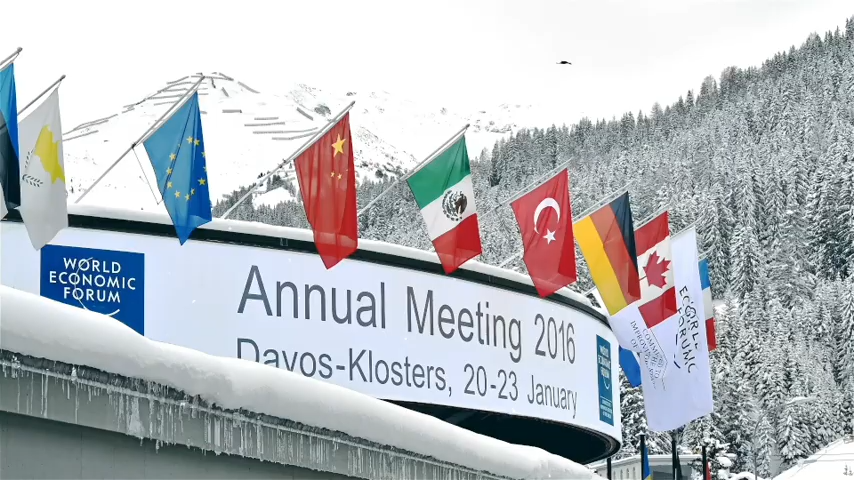 WORLD
ECONOMIC
FORUM
Annual Meeting 2016
Davos-Klosters, 20-23 January